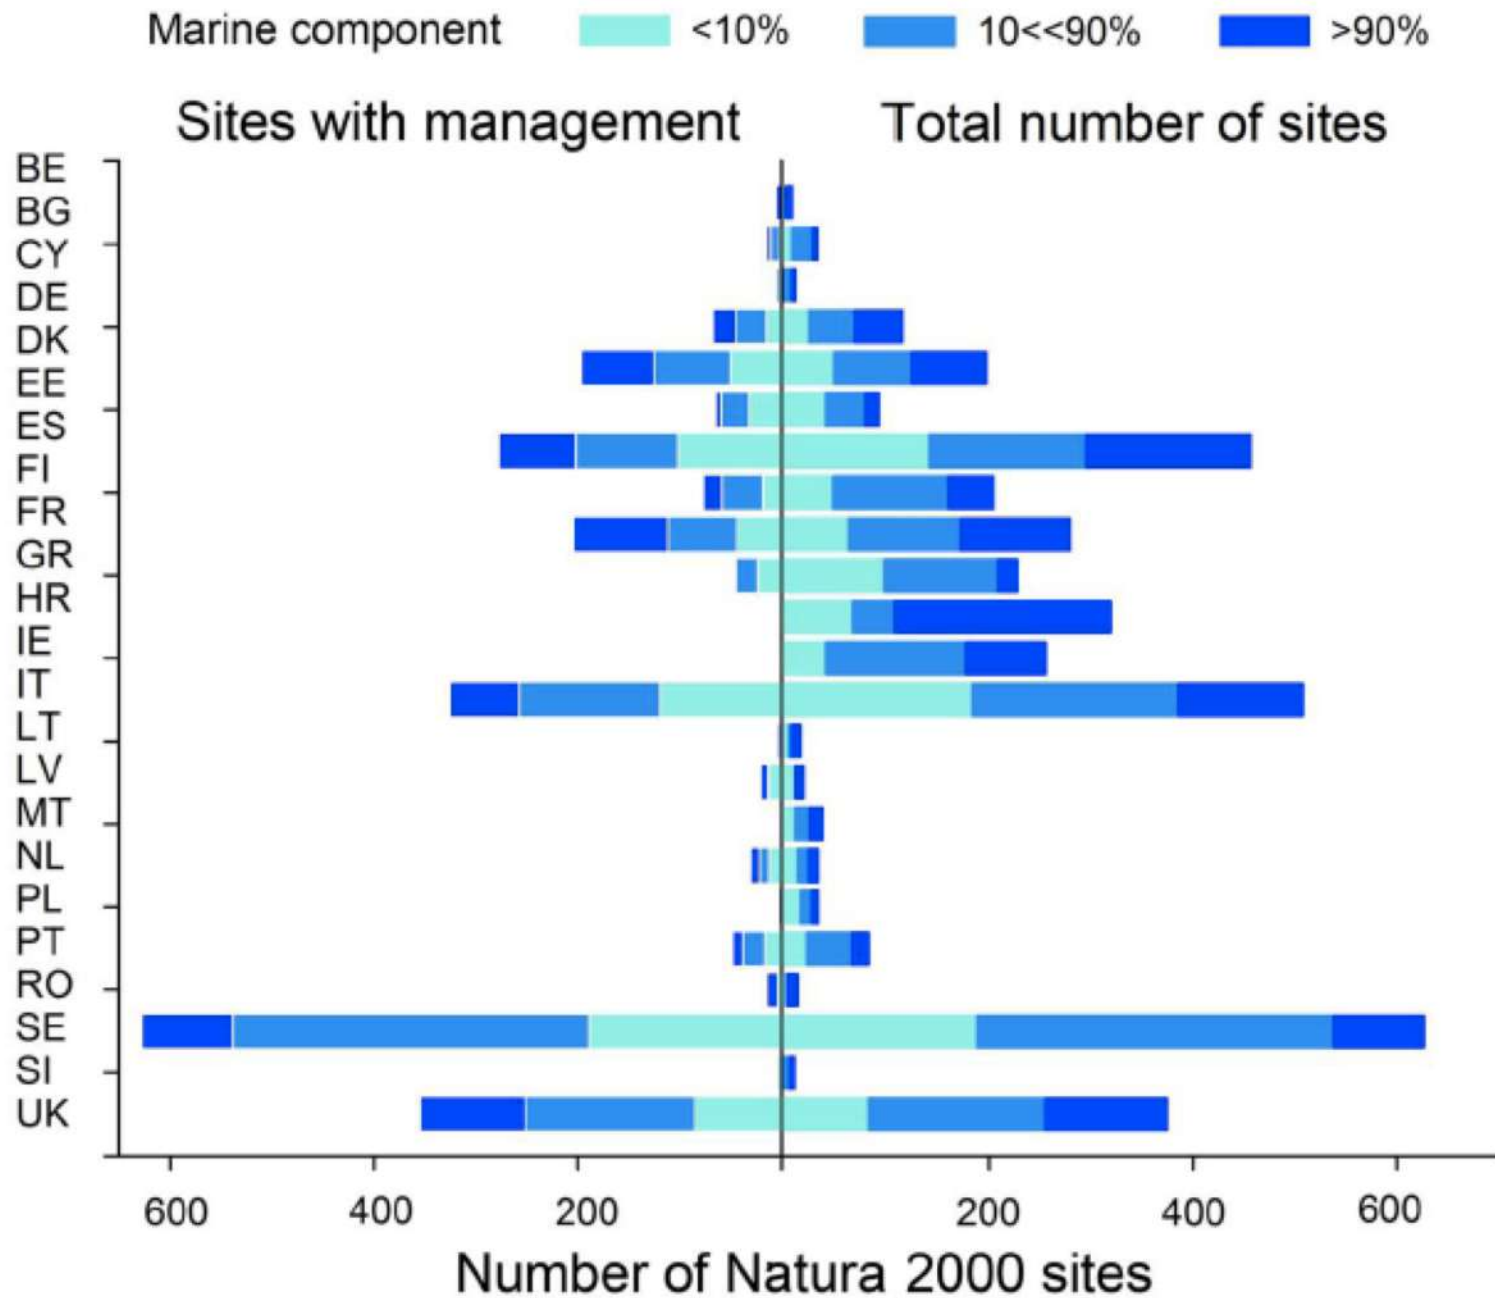 Marine component <10% 10<<90% >90%
Sites with management Total number of sites
BE
BG
CY
DE
DK
EE
ES
FI
FR
GR
HR
IE
IT
LT
LV
MT
NL
PL
PT
RO
SE
SI
UK
600 400 200 200 400 600
Number of Natura 2000 sites